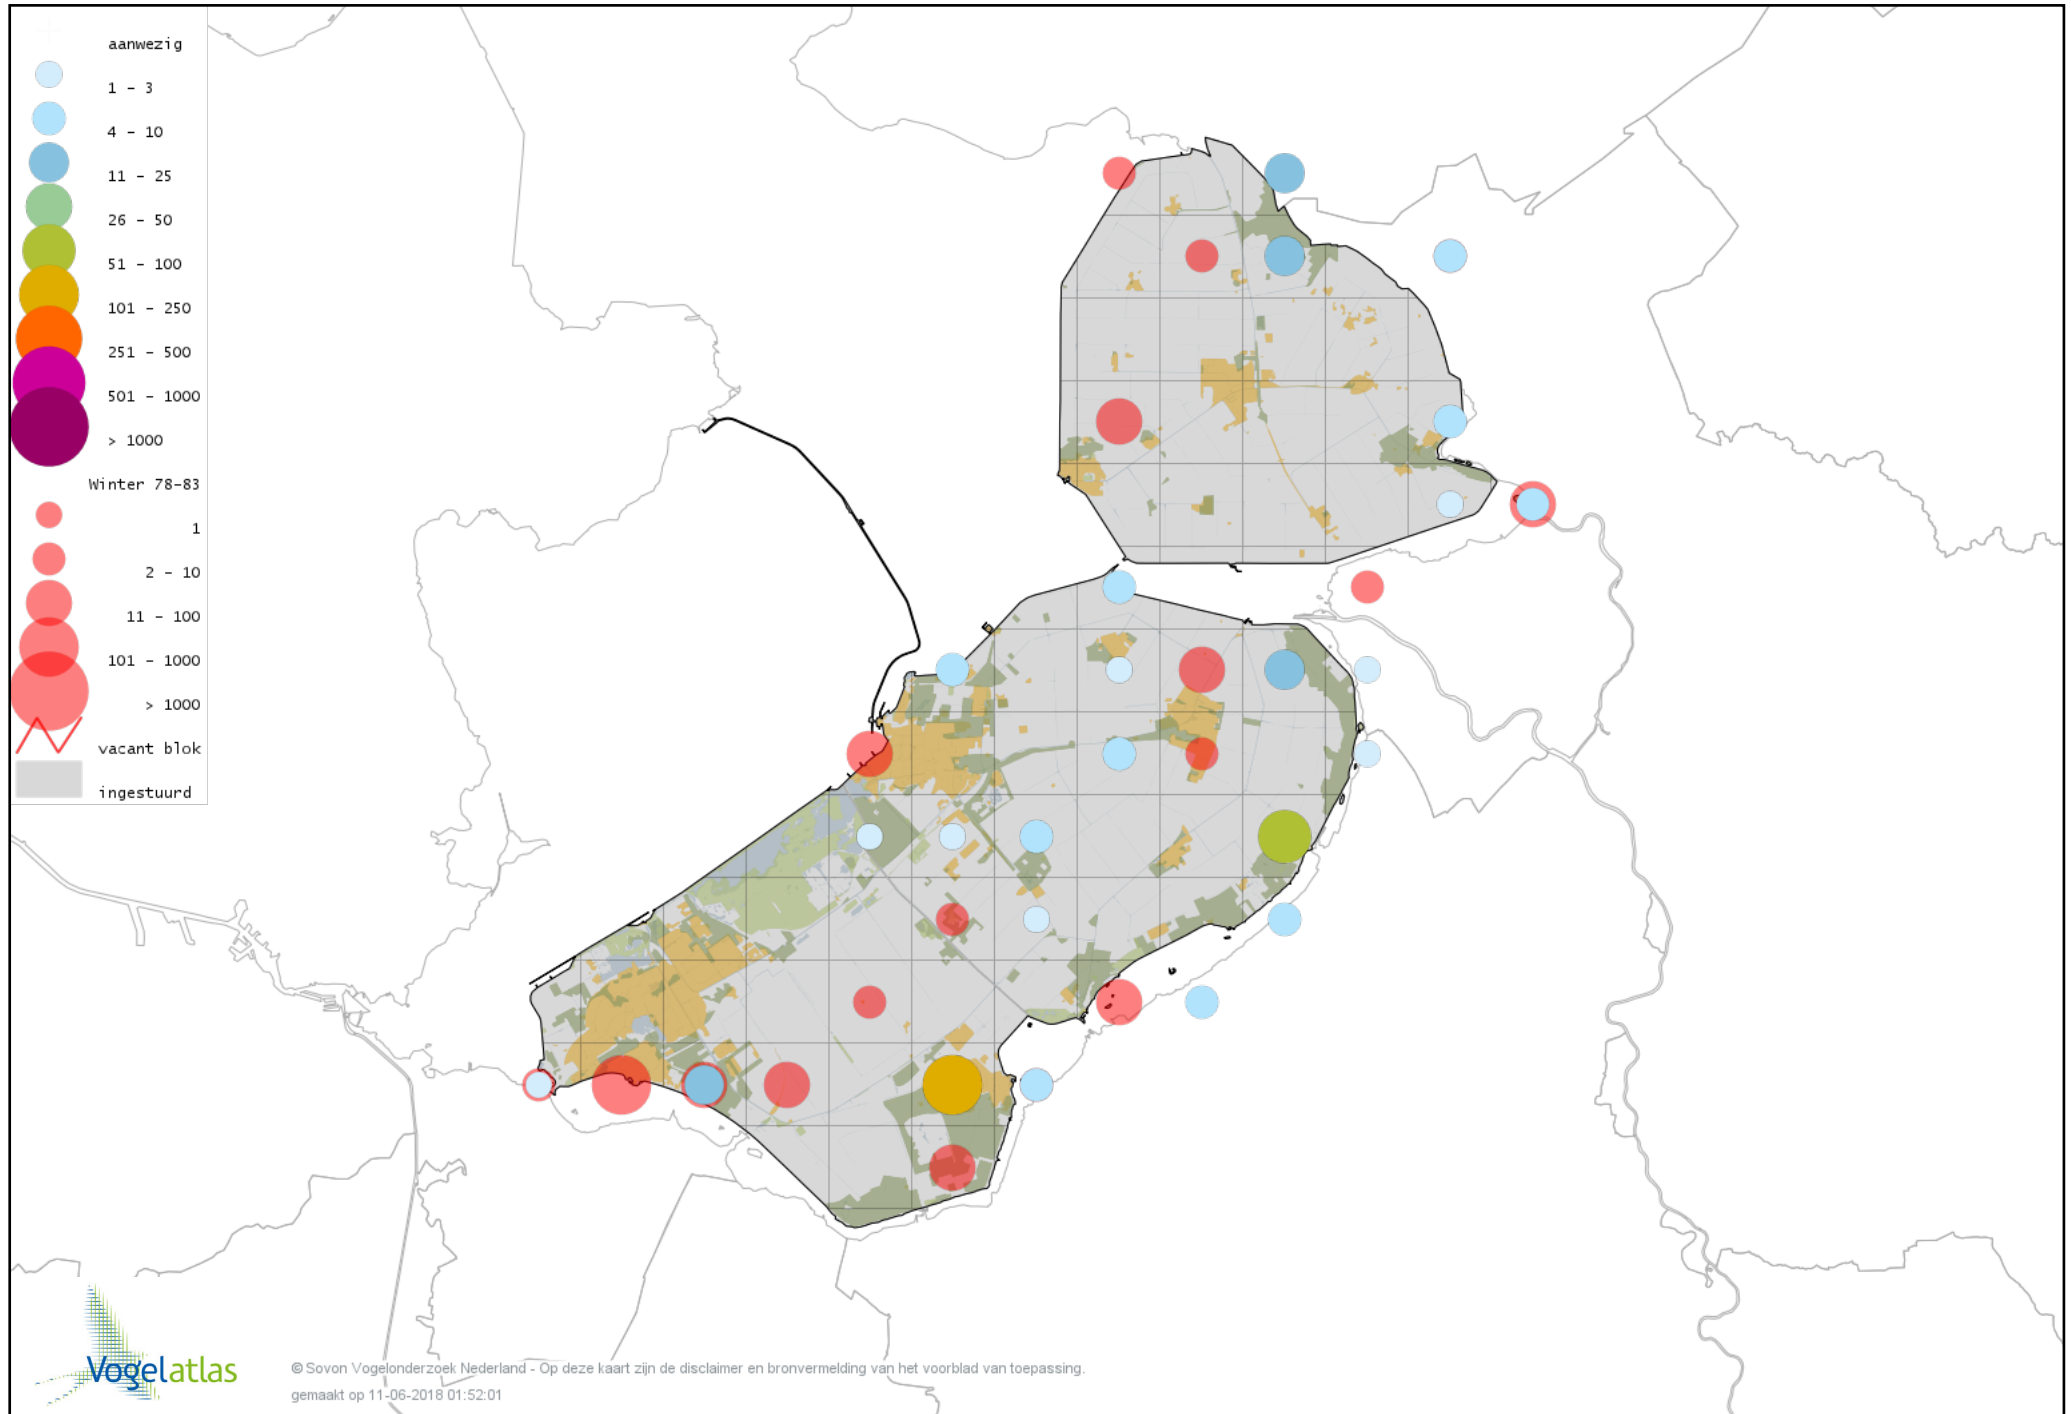 aanwezig
1 - 3
4 - 10
11 - 25
26 - 50
51 - 100
101 - 250
251 - 500
501 - 1000
> 1000
Winter 78-83
1
2 - 10
11 - 100
101 - 1000
> 1000
vacant blok
ingestuurd
Vogelatlas
© Sovon Vogelonderzoek Nederland - Op deze kaart zijn de disclaimer en bronvermelding van het voorblad van toepassing.
gemaakt op 11-06-2018 01:52:01